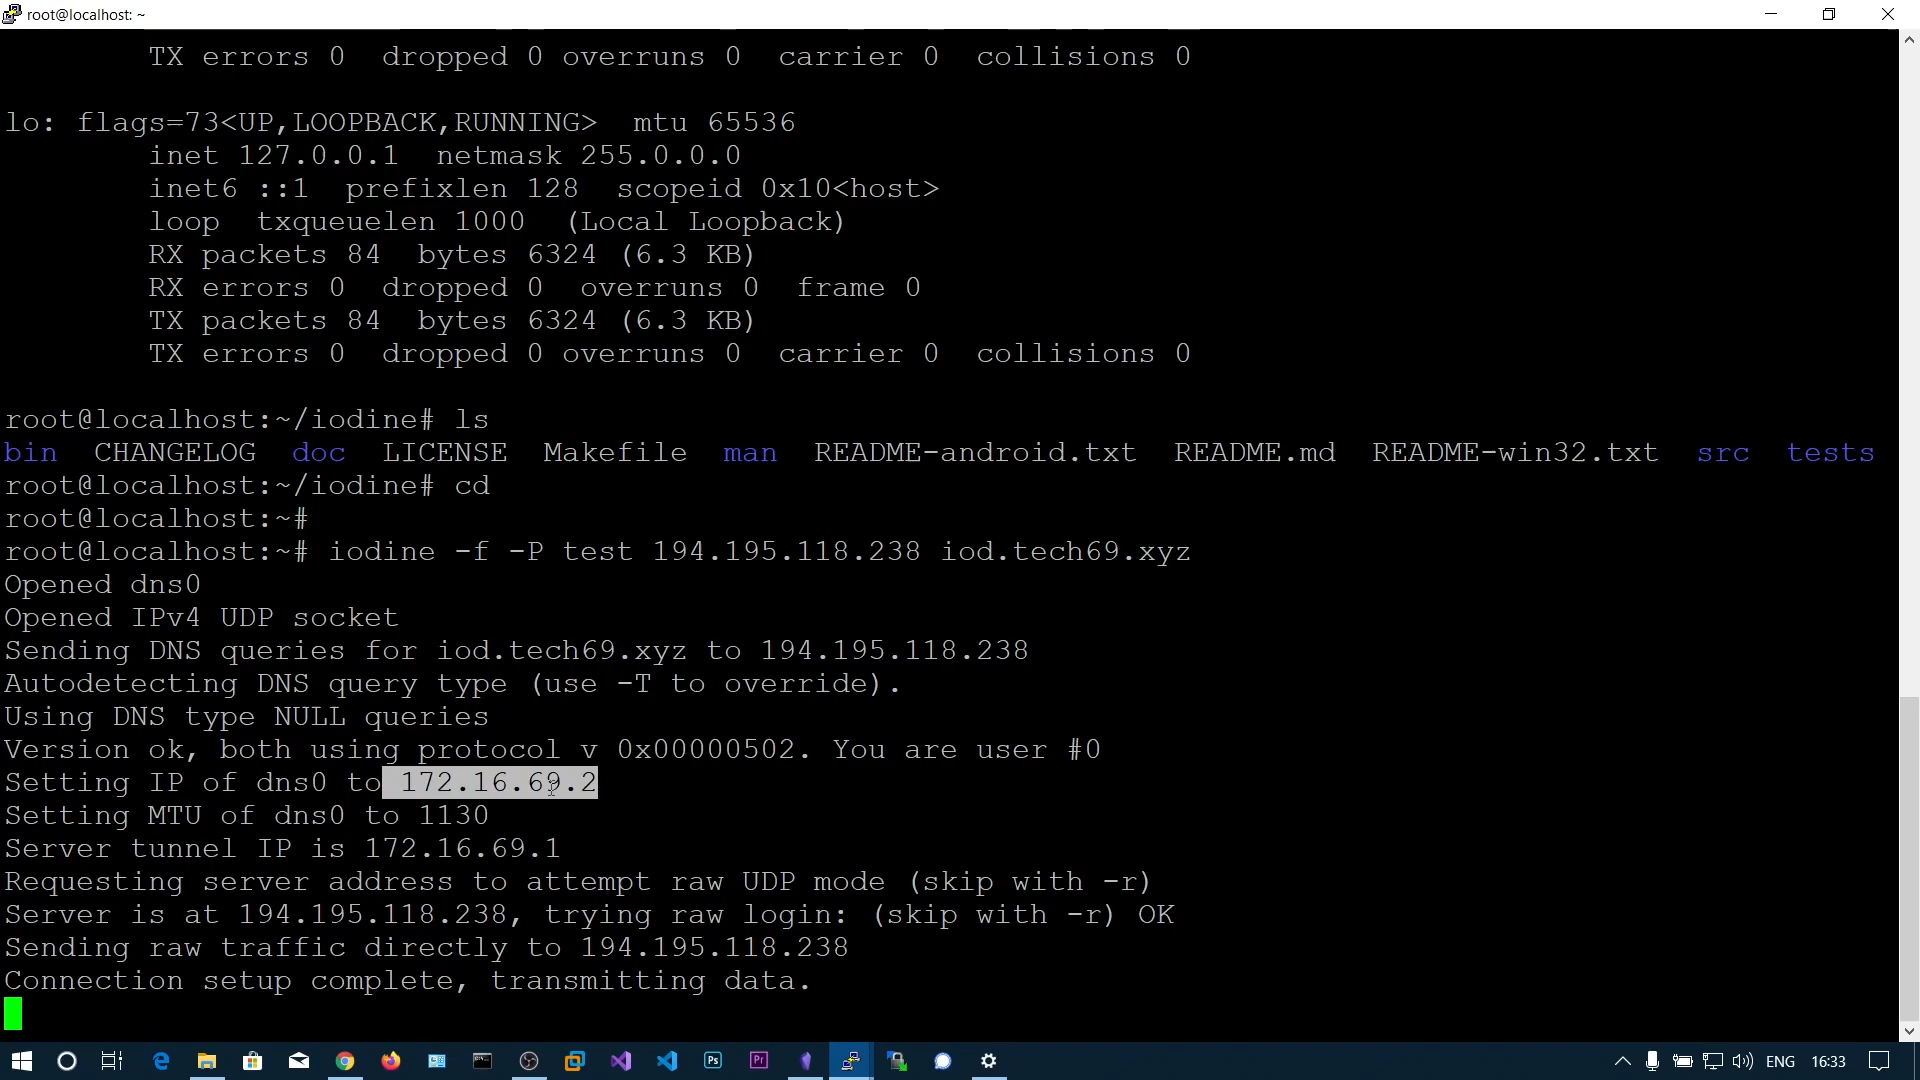 root@localhost: ~
TX errors 0 dropped 0 overruns 0 carrier 0 collisions 0
lo: flags=73<UP,LOOPBACK,RUNNING> mtu 65536
inet 127.0.0.1 netmask 255.0.0.0
inet6 ::1 prefixlen 128 scopeid 0x10<host>
loop txqueuelen 1000 (Local Loopback)
RX packets 84 bytes 6324 (6.3 KB)
RX errors 0 dropped 0 overruns 0 frame 0
TX packets 84 bytes 6324 (6.3 KB)
TX errors 0 dropped 0 overruns 0 carrier 0 collisions 0
root@localhost:~/iodine# ls
bin CHANGELOG doc LICENSE Makefile man README-android.txt README.md README-win32.txt src tests
root@localhost:~/iodine# cd
root@localhost:~#
root@localhost:~# iodine -f -P test 194.195.118.238 iod.tech69.xyz
Opened dns0
Opened IPv4 UDP socket
Sending DNS queries for iod.tech69.xyz to 194.195.118.238
Autodetecting DNS query type (use -T to override).
Using DNS type NULL queries
Version ok, both using protocol v 0x00000502. You are user #0
Setting IP of dns0 to 172.16.69.2
Setting MTU of dns0 to 1130
Server tunnel IP is 172.16.69.1
Requesting server address to attempt raw UDP mode (skip with -r)
Server is at 194.195.118.238, trying raw login: (skip with -r) OK
Sending raw traffic directly to 194.195.118.238
Connection setup complete, transmitting data.
Ps Pr ENG 16:33